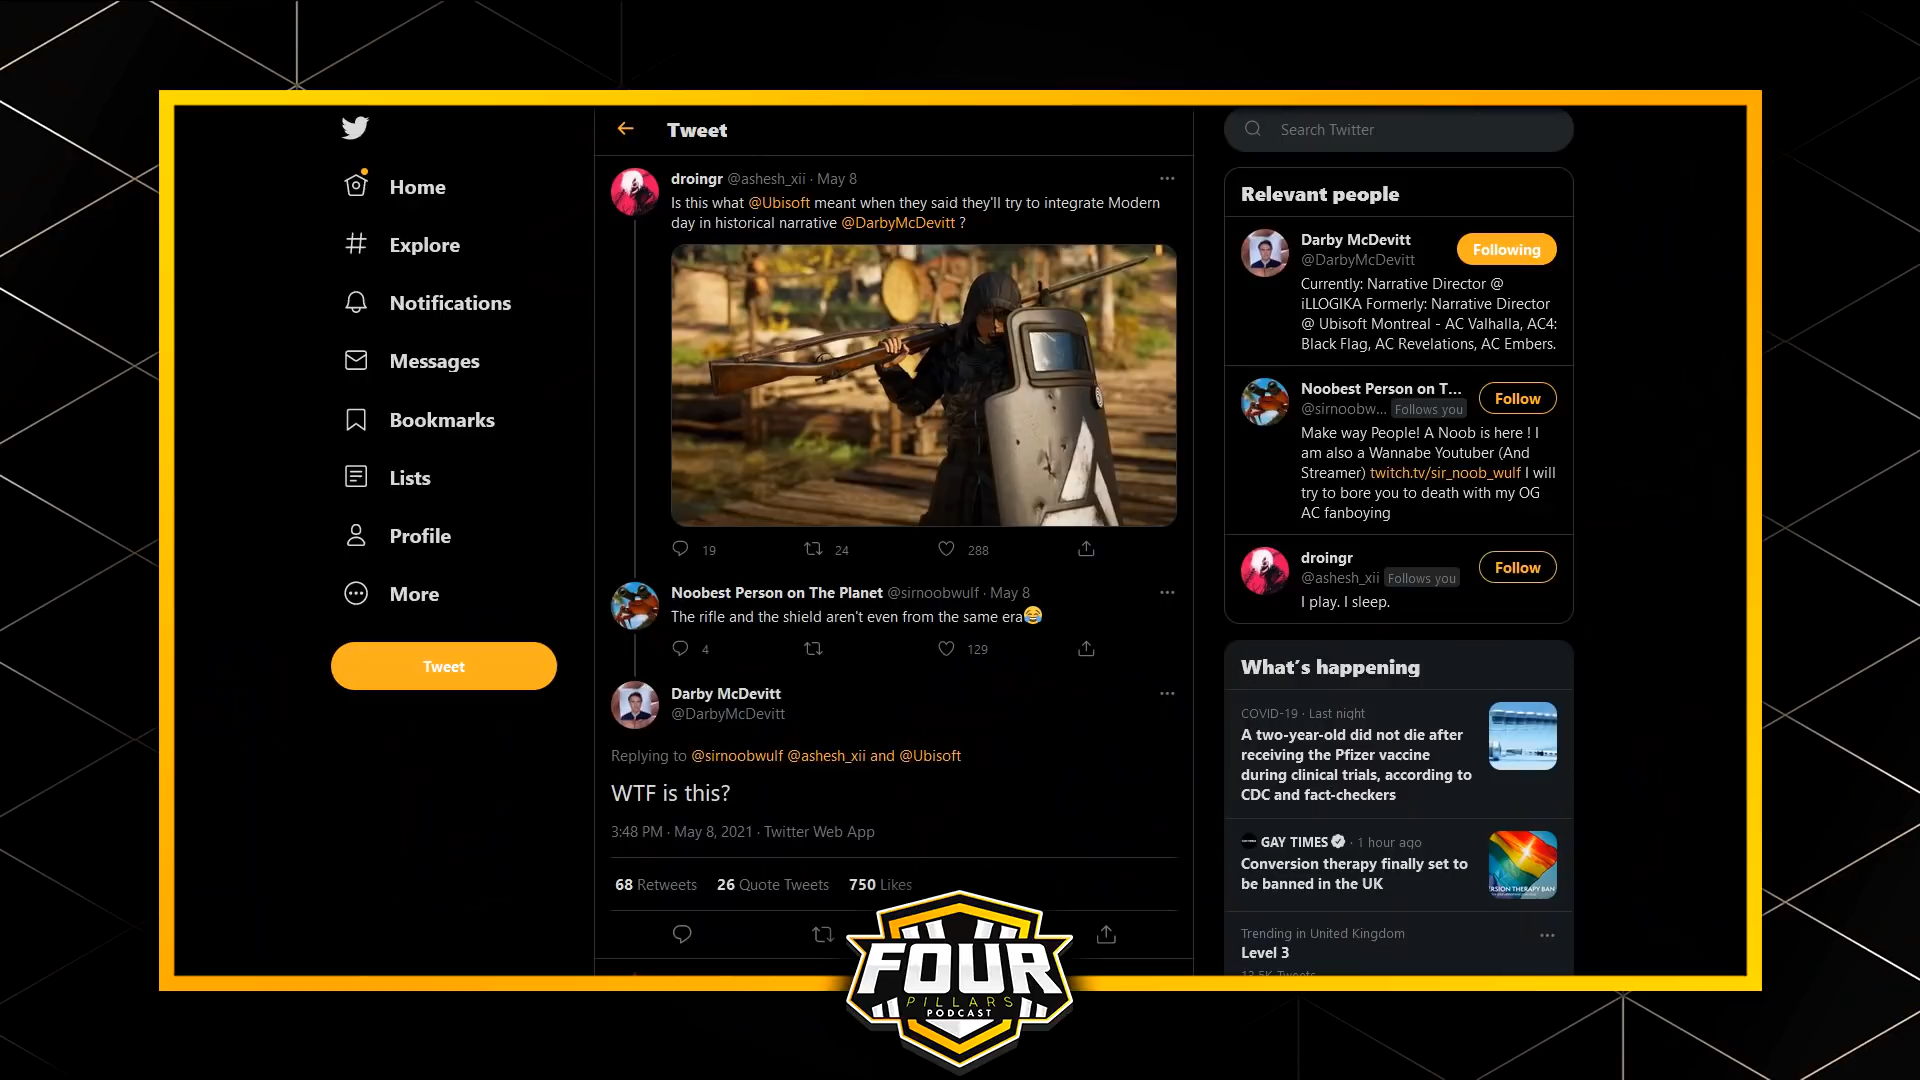 Home
Explore
Notifications
Messages
Bookmarks
Lists
Profile
More
Tweet
Tweet
droingr @ashesh_xii · May 8
Is this what @Ubisoft meant when they said they'll try to integrate Modern
day in historical narrative @DarbyMcDevitt ?
19 24 288
Noobest Person on The Planet @sirnoobwulf · May 8
The rifle and the shield aren't even from the same era😂
4 129
Darby McDevitt
@DarbyMcDevitt
Replying to @sirnoobwulf @ashesh_xii and @Ubisoft
WTF is this?
3:48 PM · May 8, 2021 · Twitter Web App
68 Retweets 26 Quote Tweets 750 Likes
Search Twitter
Relevant people
Darby McDevitt
@DarbyMcDevitt
Following
Currently: Narrative Director @
iLLOGIKA Formerly: Narrative Director
@ Ubisoft Montreal - AC Valhalla, AC4:
Black Flag, AC Revelations, AC Embers.
Noobest Person on T...
@sirnoobw... Follows you
Follow
Make way People! A Noob is here ! I
am also a Wannabe Youtuber (And
Streamer) twitch.tv/sir_noob_wulf I will
try to bore you to death with my OG
AC fanboying
droingr
@ashesh_xii Follows you
Follow
I play. I sleep.
What's happening
COVID-19 · Last night
A two-year-old did not die after
receiving the Pfizer vaccine
during clinical trials, according to
CDC and fact-checkers
GAY TIMES · 1 hour ago
Conversion therapy finally set to
be banned in the UK
RSION THERAPY BAN
Trending in United Kingdom
Level 3
13.5K Tweets
FOUR
PILLARS
PODCAST